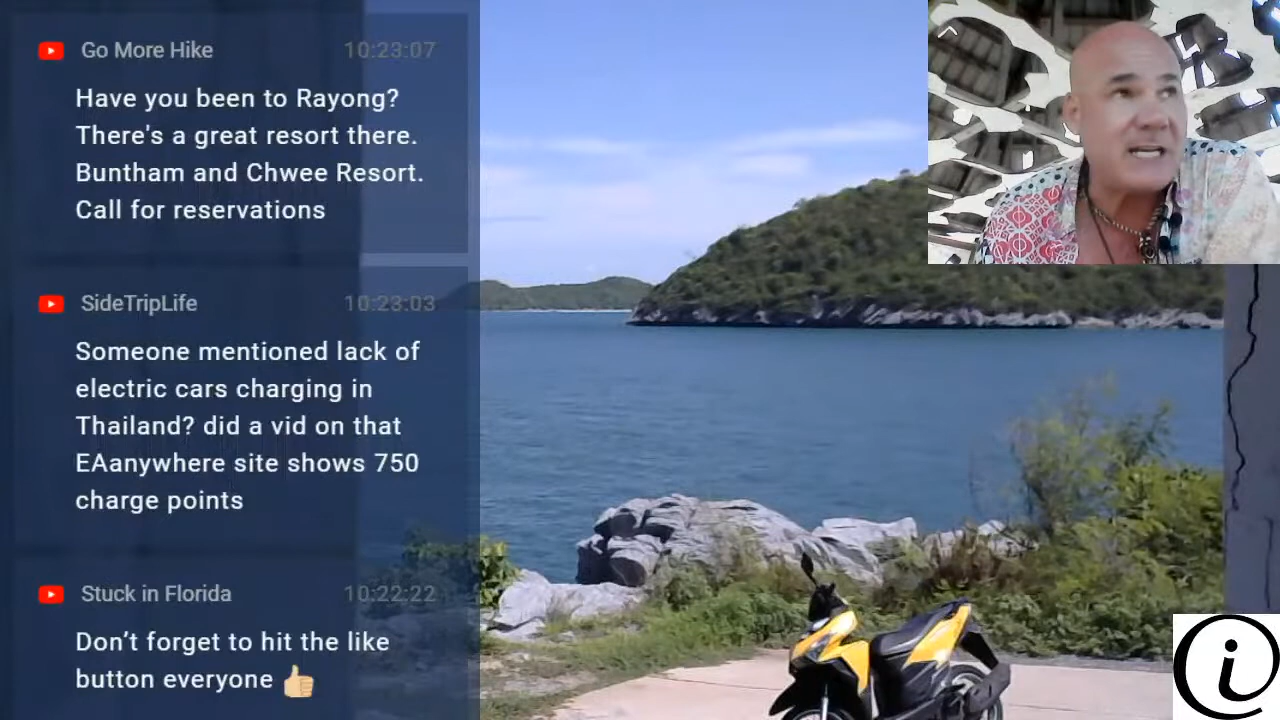 Go More Hike 10:23:07
Have you been to Rayong?
There's a great resort there.
Buntham and Chwee Resort.
Call for reservations
SideTripLife 10:23:03
Someone mentioned lack of
electric cars charging in
Thailand? did a vid on that
EAanywhere site shows 750
charge points
Stuck in Florida 10:22:22
Don’t forget to hit the like
button everyone 👍🏼
i